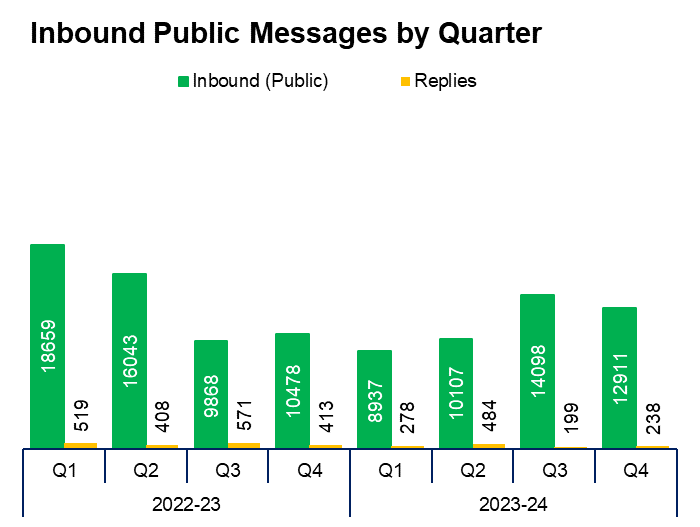 Inbound Public Messages by Quarter
Inbound (Public) Replies
18659 519 16043 408 9868 571 10478 413 8937 278 10107 484 14098 199 12911 238
Q1 Q2 Q3 Q4 Q1 Q2 Q3 Q4
2022-23 2023-24